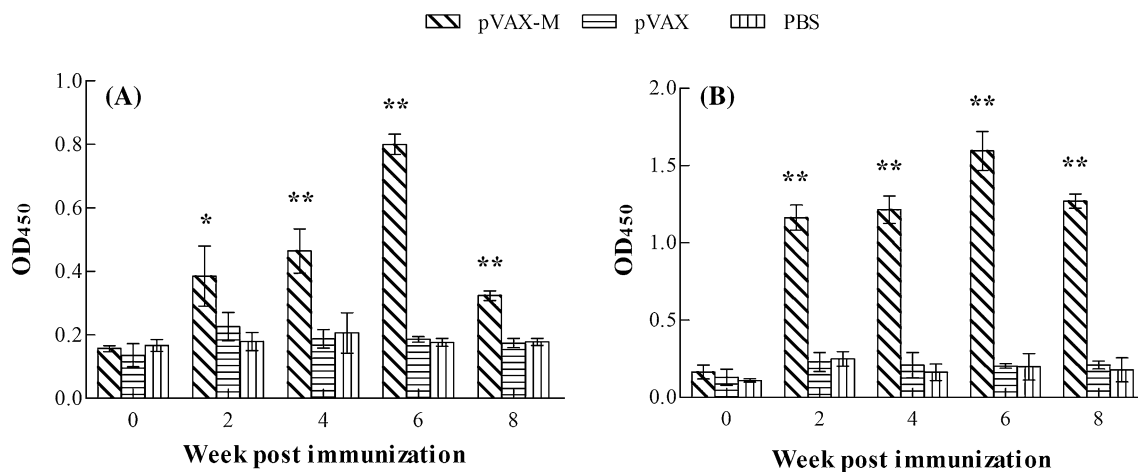 pVAX-M pVAX PBS
(A)
1.0
0.8
0.6
0.4
0.2
0.0
OD450
* ** ** **
0 2 4 6 8
Week post immunization
(B)
2.0
1.5
1.0
0.5
0.0
OD450
** ** ** **
0 2 4 6 8
Week post immunization